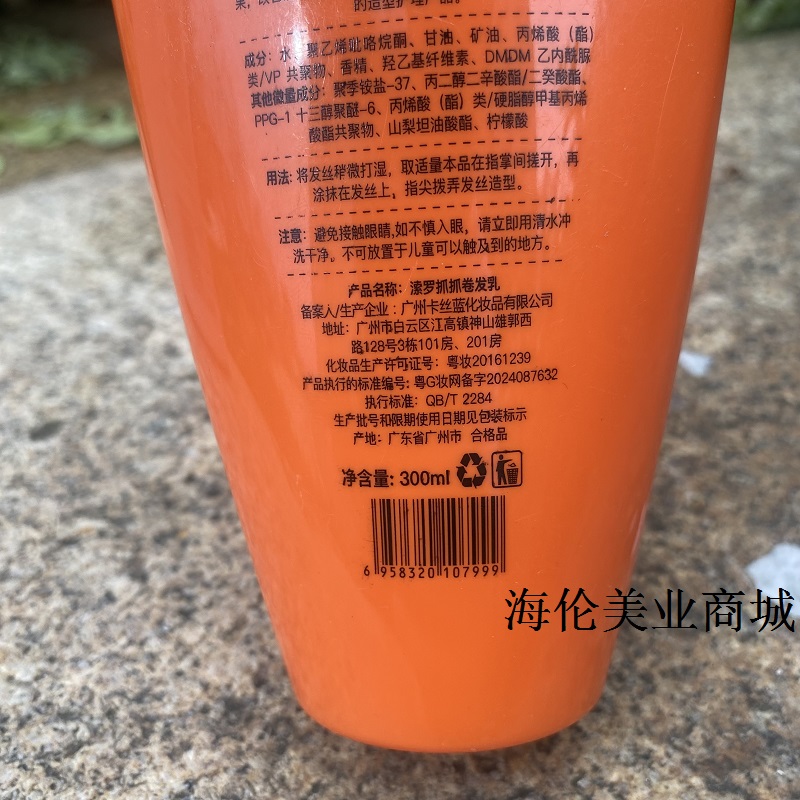 的造型护理产品。
成分：水、聚乙烯吡咯烷酮、甘油、矿油、丙烯酸（酯）
类/VP 共聚物、香精、羟乙基纤维素、DMDM 乙内酰脲
其他微量成分：聚季铵盐-37、丙二醇二辛酸酯/二癸酸酯、
PPG-1 十三醇聚醚-6、丙烯酸（酯）类/硬脂醇甲基丙烯
酸酯共聚物、山梨坦油酸酯、柠檬酸
用法：将发丝稍微打湿，取适量本品在指掌间搓开，再
涂抹在发丝上，指尖拨弄发丝造型。
注意：避免接触眼睛,如不慎入眼，请立即用清水冲
洗干净。不可放置于儿童可以触及到的地方。
产品名称：溹罗抓抓卷发乳
备案人/生产企业：广州卡丝蓝化妆品有限公司
地址：广州市白云区江高镇神山雄郭西
路128号3栋101房、201房
化妆品生产许可证号：粤妆20161239
产品执行的标准编号：粤G妆网备字2024087632
执行标准：QB/T 2284
生产批号和限期使用日期见包装标示
产地：广东省广州市 合格品
净含量：300ml
6 958320 107999
海伦美业商城